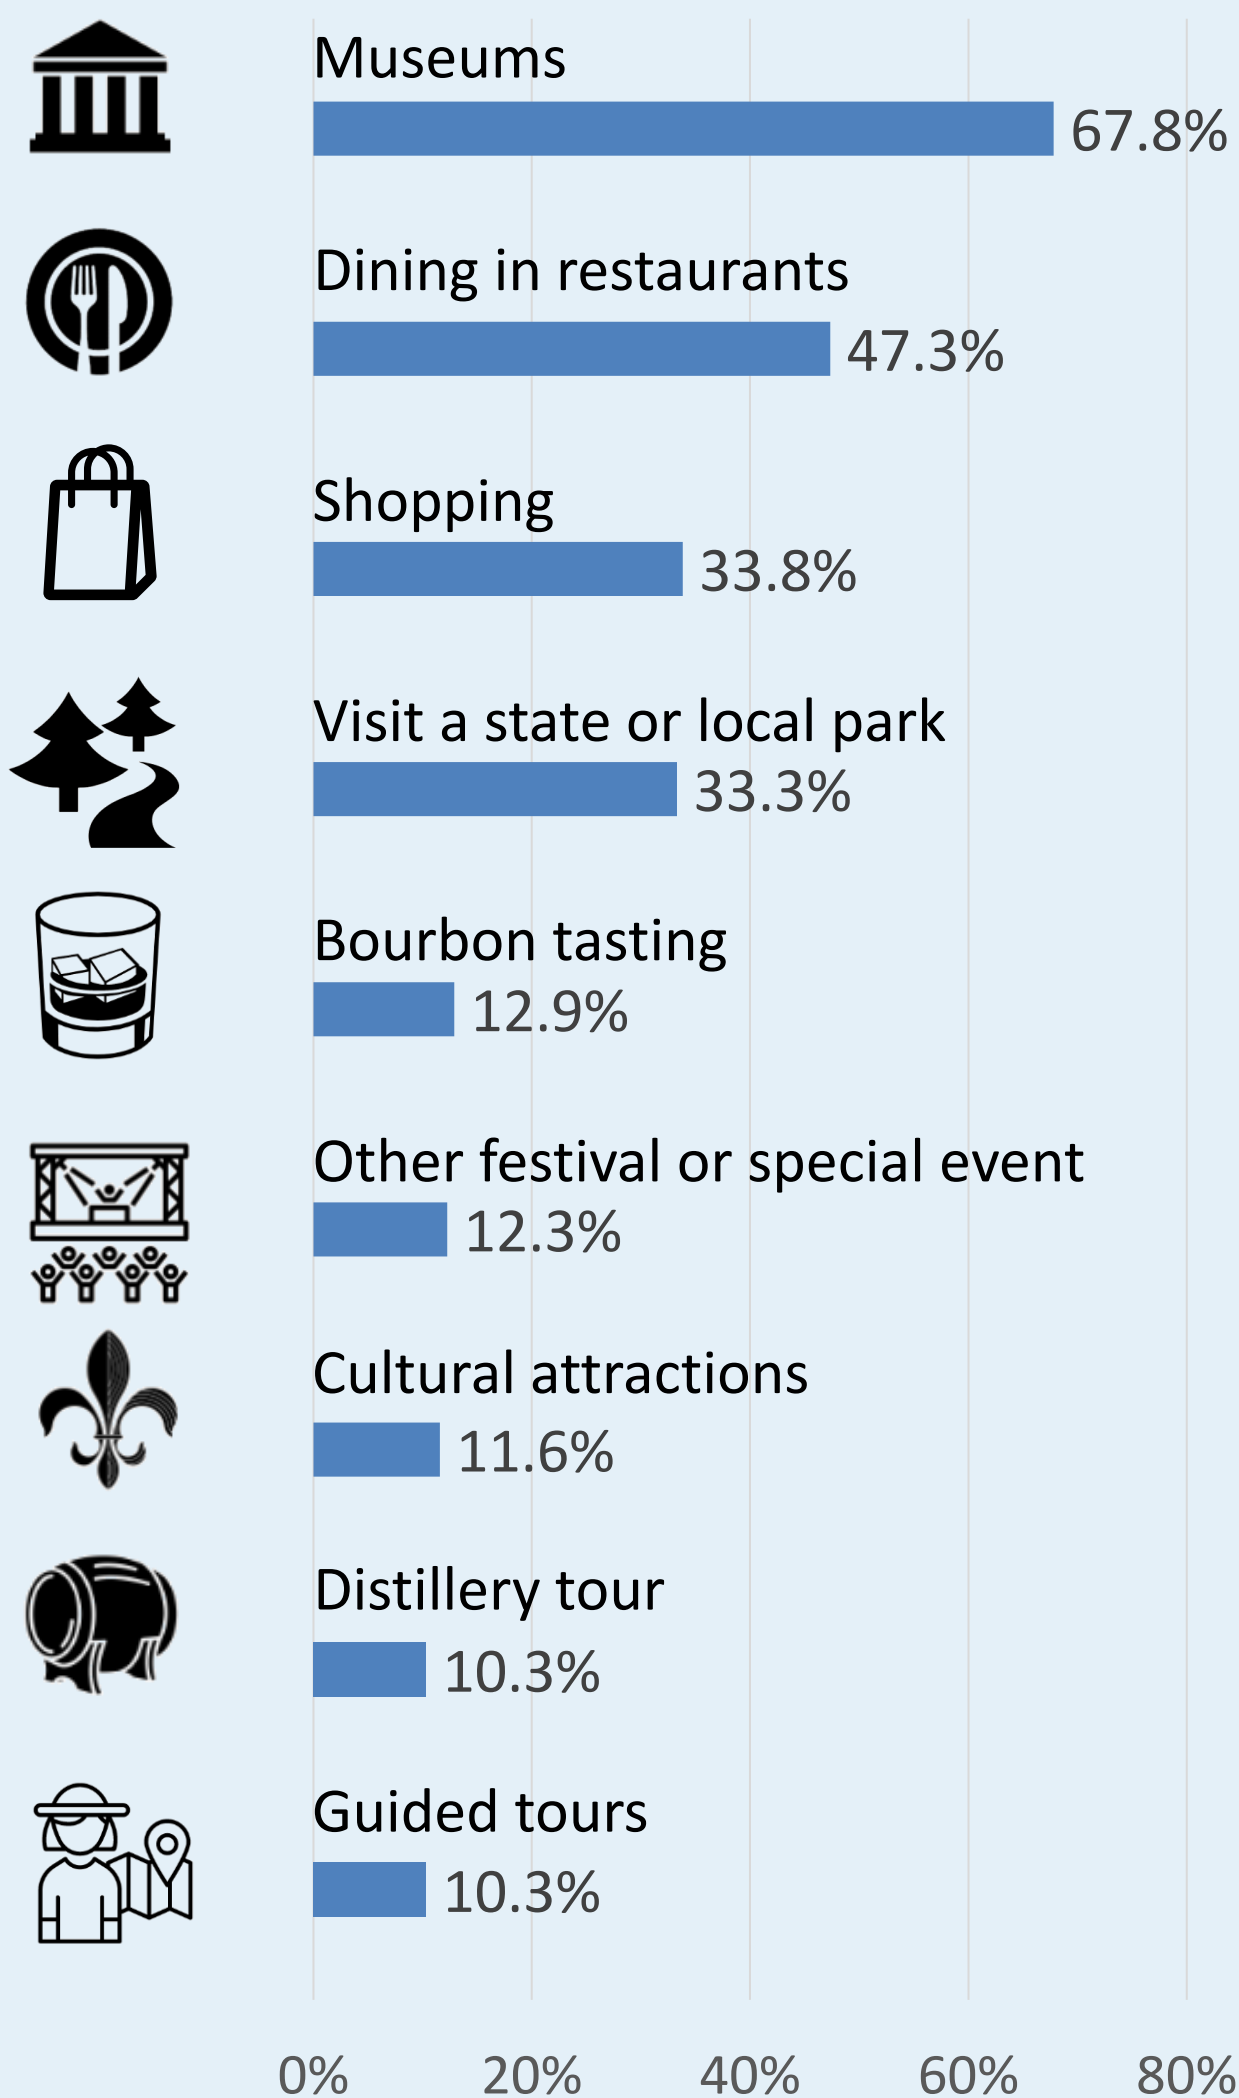 Museums
67.8%
Dining in restaurants
47.3%
Shopping
33.8%
Visit a state or local park
33.3%
Bourbon tasting
12.9%
Other festival or special event
12.3%
Cultural attractions
11.6%
Distillery tour
10.3%
Guided tours
10.3%
0% 20% 40% 60% 80%